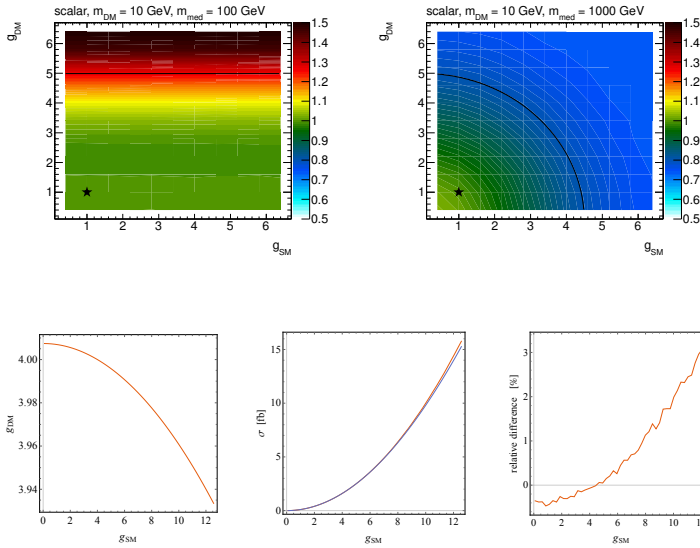 scalar, m_DM = 10 GeV, m_med = 100 GeV
g_DM
6
5
4
3
2
1
1 2 3 4 5 6
g_SM
1.5
1.4
1.3
1.2
1.1
1
0.9
0.8
0.7
0.6
0.5
scalar, m_DM = 10 GeV, m_med = 1000 GeV
g_DM
6
5
4
3
2
1
1 2 3 4 5 6
g_SM
1.5
1.4
1.3
1.2
1.1
1
0.9
0.8
0.7
0.6
0.5
g_DM
4.00
3.98
3.96
3.94
0 2 4 6 8 10 12
g_SM
σ [fb]
15
10
5
0
0 2 4 6 8 10 12
g_SM
relative difference [%]
3
2
1
0
0 2 4 6 8 10 12
g_SM